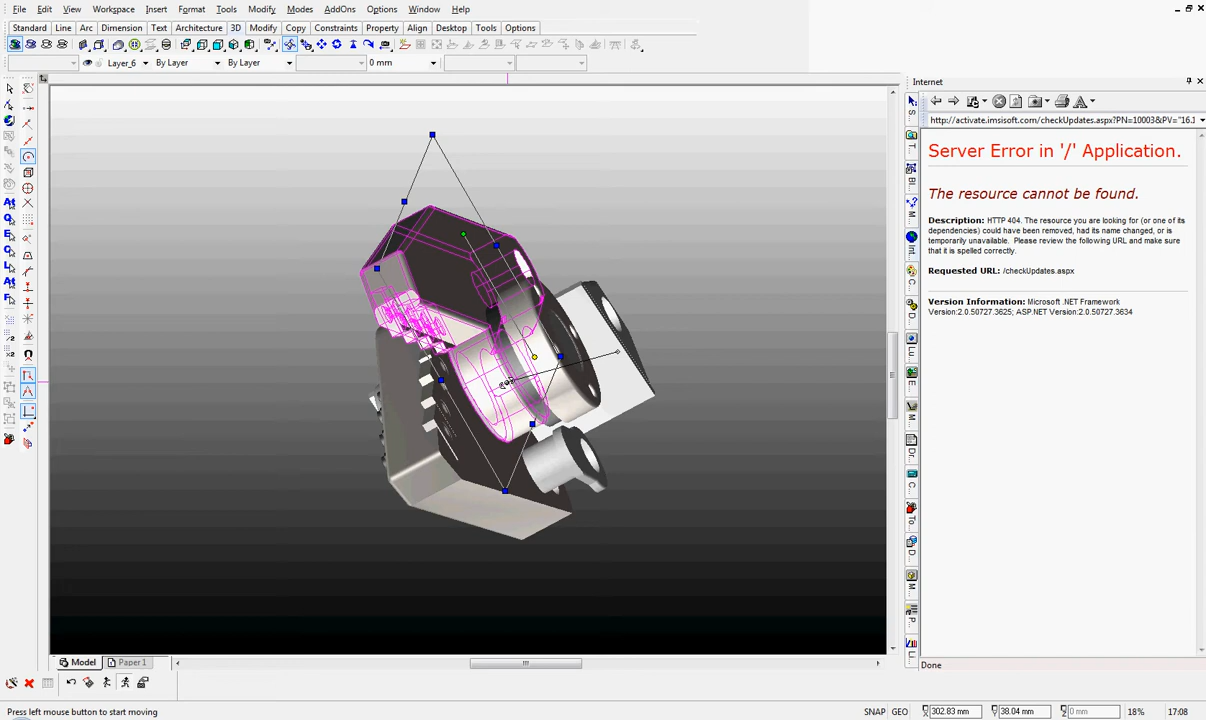 File Edit View Workspace Insert Format Tools Modify Modes AddOns Options Window Help
Standard Line Arc Dimension Text Architecture 3D Modify Copy Constraints Property Align Desktop Tools Options
Layer_6 By Layer By Layer 0 mm
Internet
http://activate.imsisoft.com/checkUpdates.aspx?PN=10003&PV="16.
Server Error in '/' Application.
The resource cannot be found.
Description: HTTP 404. The resource you are looking for (or one of its
dependencies) could have been removed, had its name changed, or is
temporarily unavailable. Please review the following URL and make sure
that it is spelled correctly.
Requested URL: /checkUpdates.aspx
Version Information: Microsoft .NET Framework
Version:2.0.50727.3625; ASP.NET Version:2.0.50727.3634
Model Paper 1
Done
Press left mouse button to start moving
SNAP GEO 302.83 mm 38.04 mm 0 mm 18% 17:08